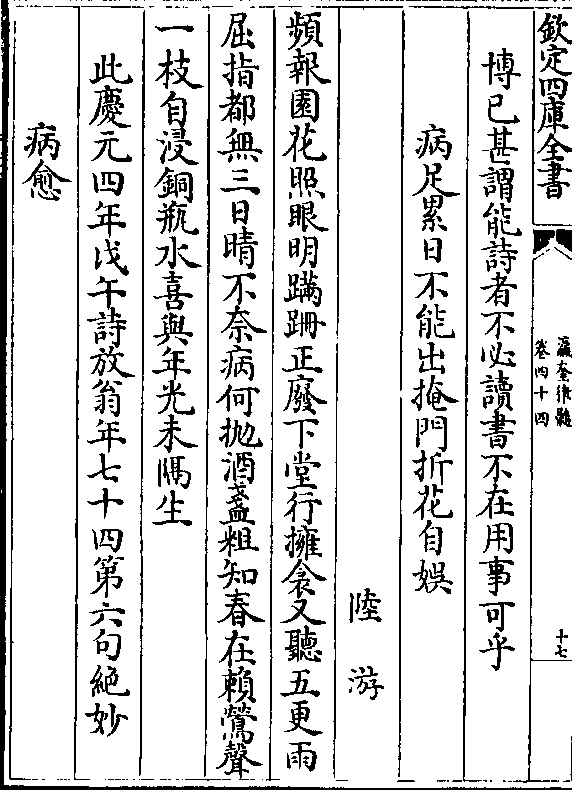 欽定四庫全書
瀛奎律髓
卷四十四
十七
博已甚謂能詩者不必讀書不在用事可乎
病足累日不能出掩門折花自娛
陸游
頻報園花照眼明蹣跚正廢下堂行擁衾又聽五更雨
屈指都無三日晴不奈病何抛酒盞粗知春在賴鶯聲
一枝自浸銅瓶水喜與年光未隔生
此慶元四年戊午詩放翁年七十四第六句絶妙
病愈